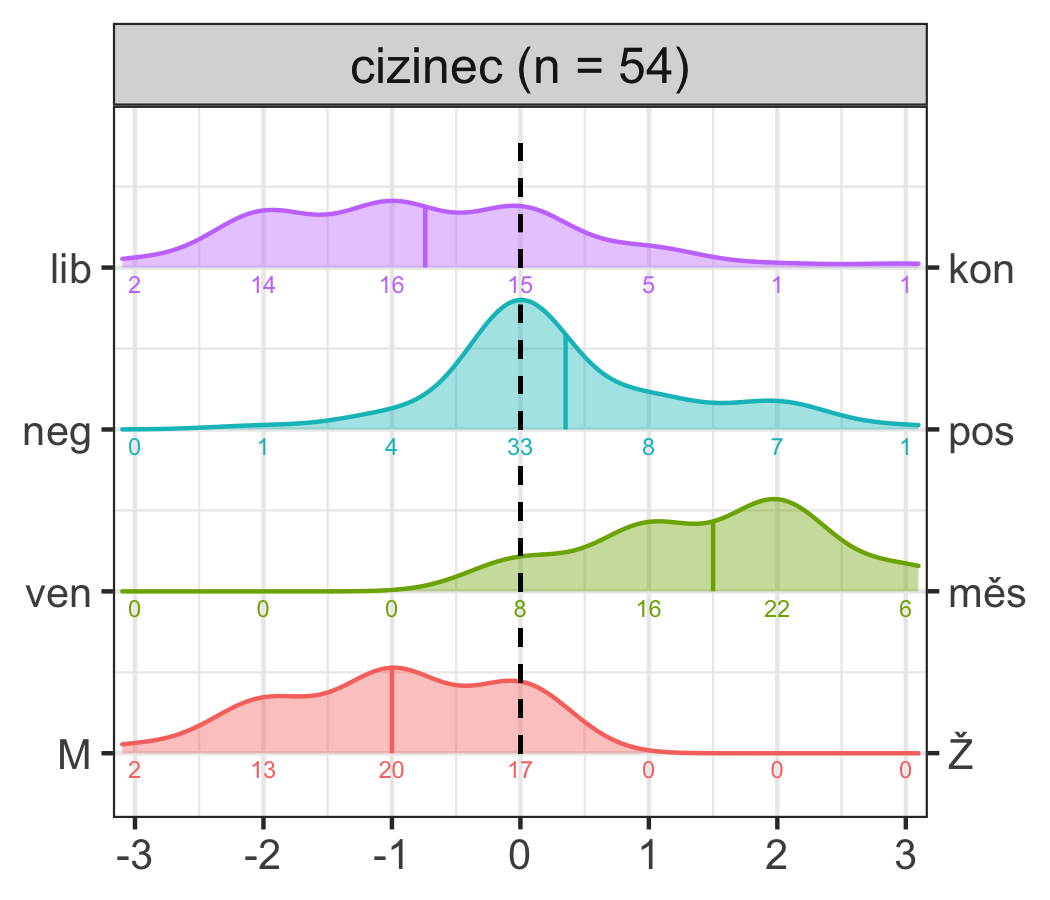 cizinec (n = 54)
lib kon
2 14 16 15 5 1 1
neg pos
0 1 4 33 8 7 1
ven měs
0 0 0 8 16 22 6
M Ž
2 13 20 17 0 0 0
-3 -2 -1 0 1 2 3